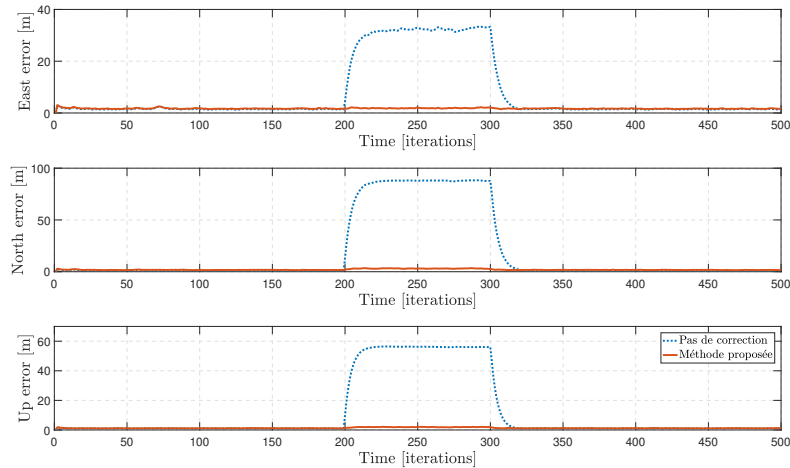 East error [m]
40
20
0
0 50 100 150 200 250 300 350 400 450 500
Time [iterations]
North error [m]
100
50
0
0 50 100 150 200 250 300 350 400 450 500
Time [iterations]
Up error [m]
60
40
20
0
Pas de correction
Méthode proposée
0 50 100 150 200 250 300 350 400 450 500
Time [iterations]